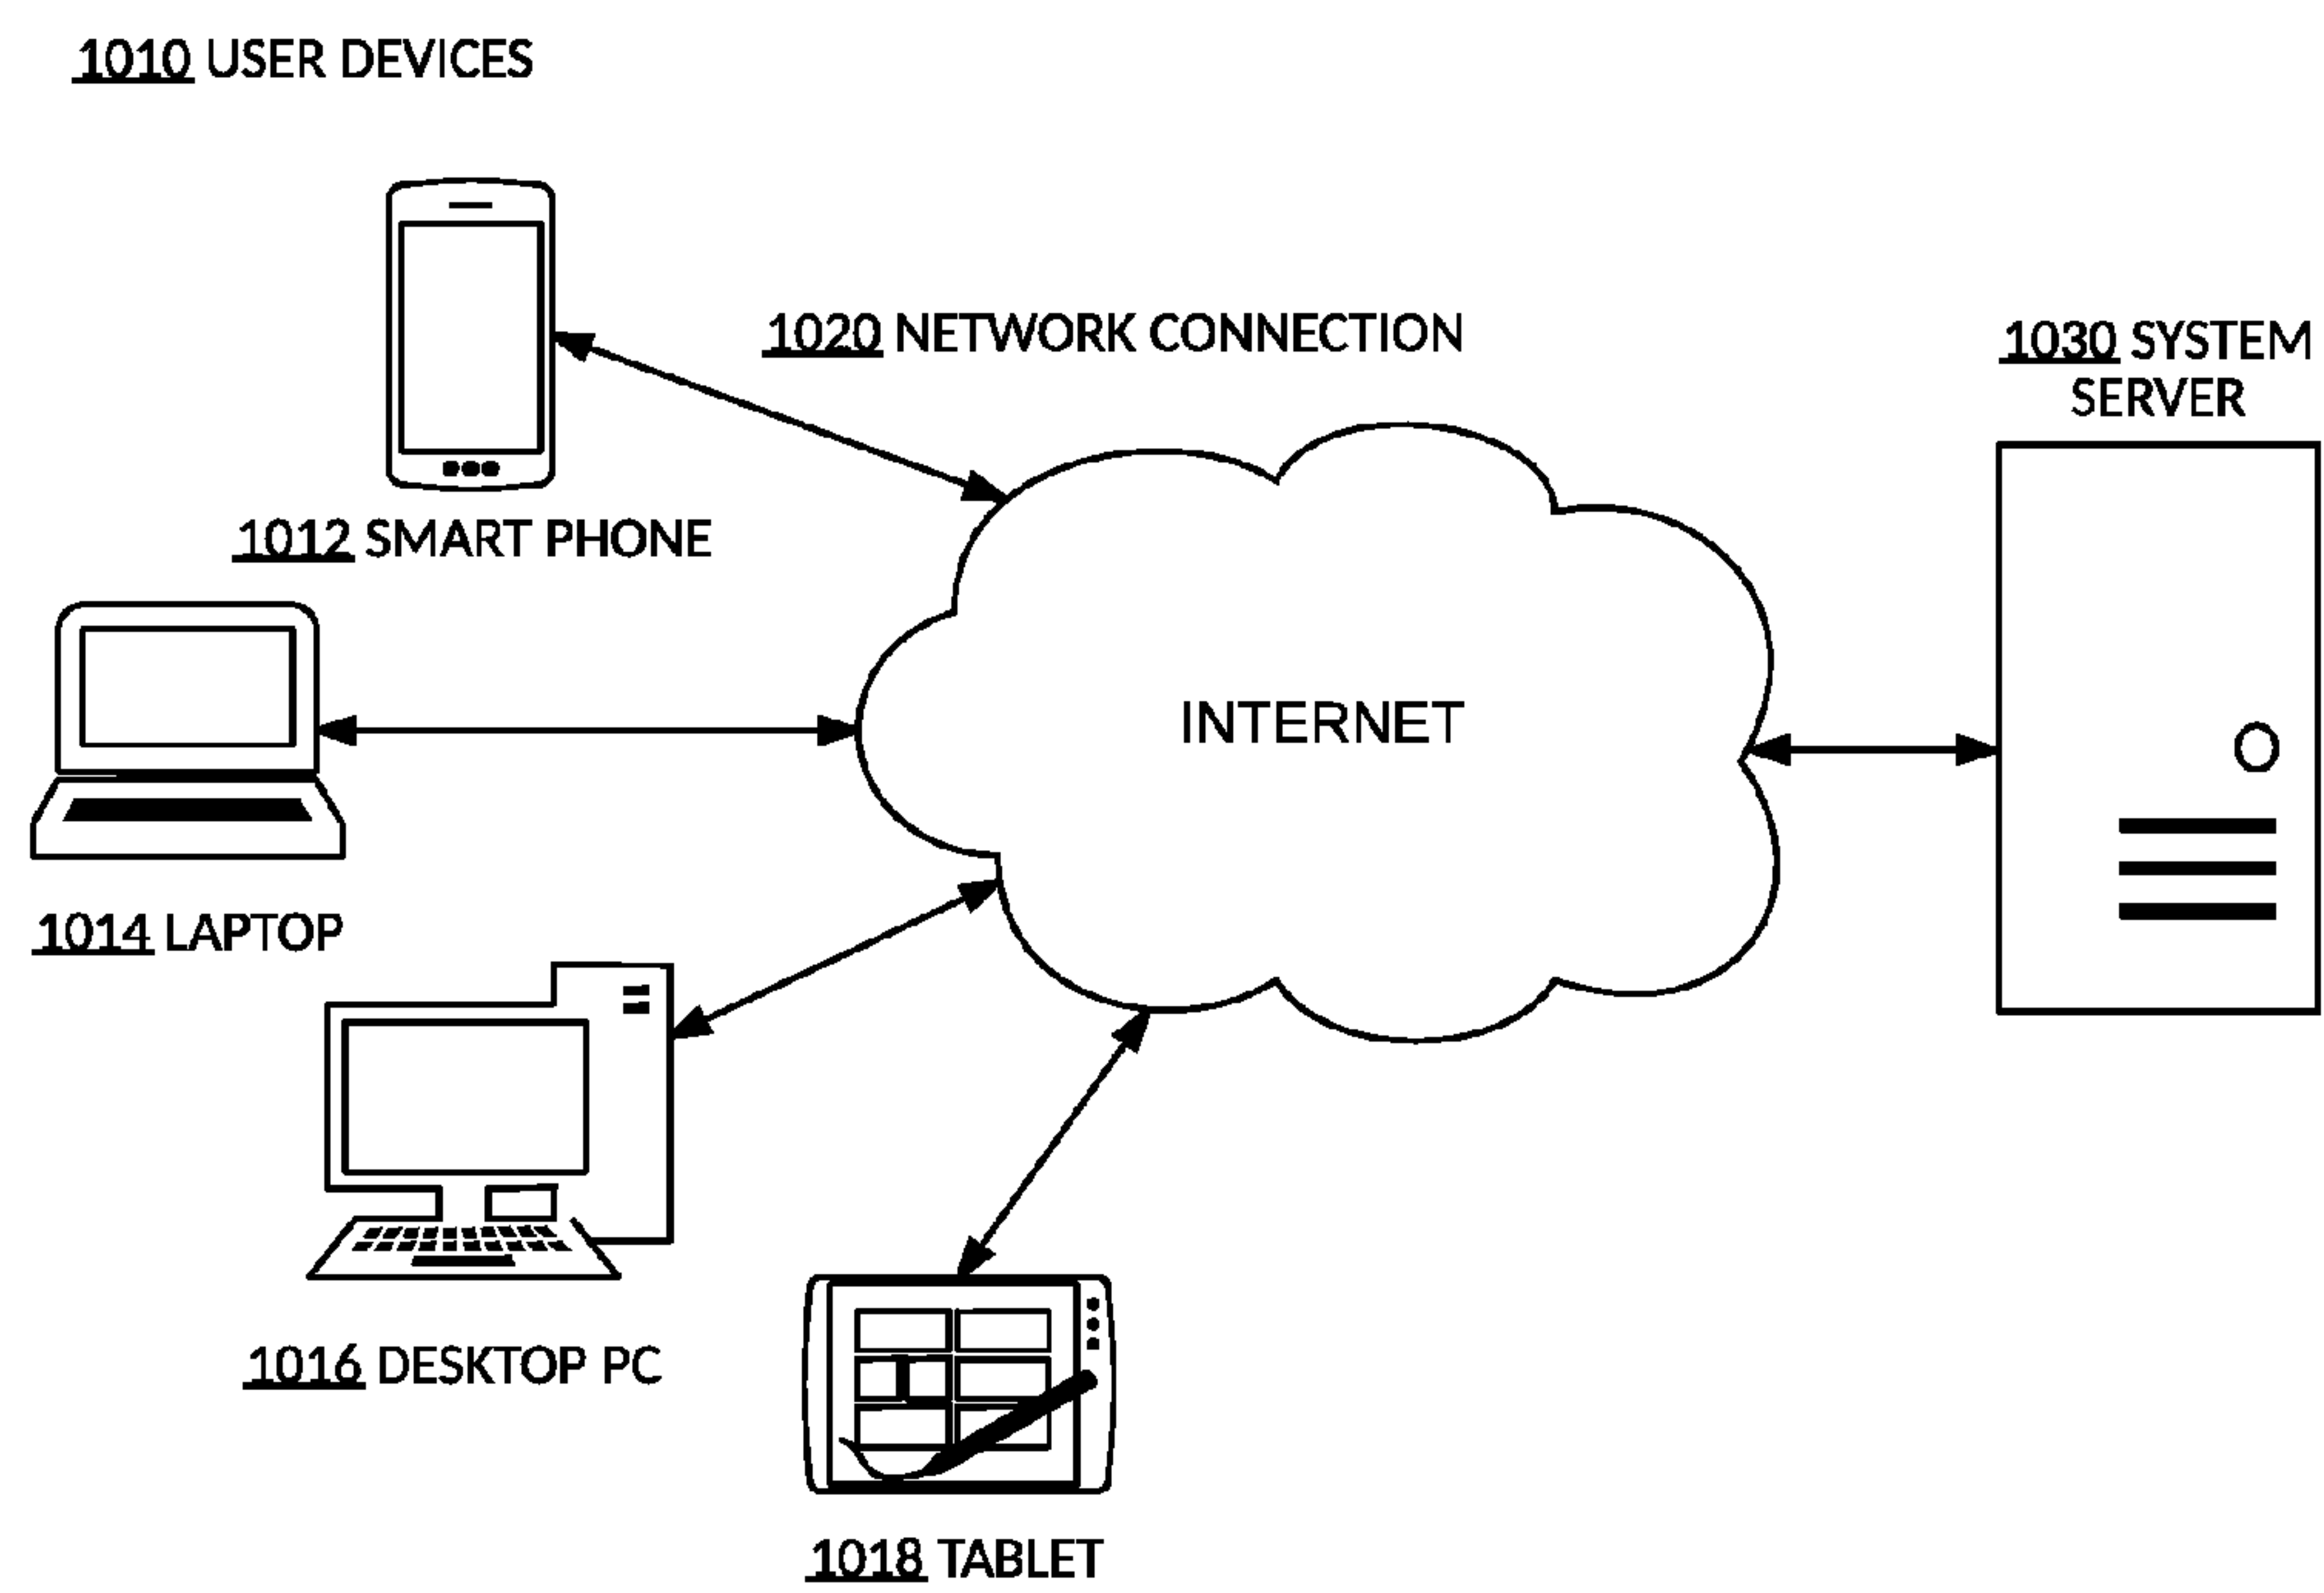 1010 USER DEVICES
1020 NETWORK CONNECTION
1030 SYSTEM
SERVER
1012 SMART PHONE
INTERNET
1014 LAPTOP
1016 DESKTOP PC
1018 TABLET